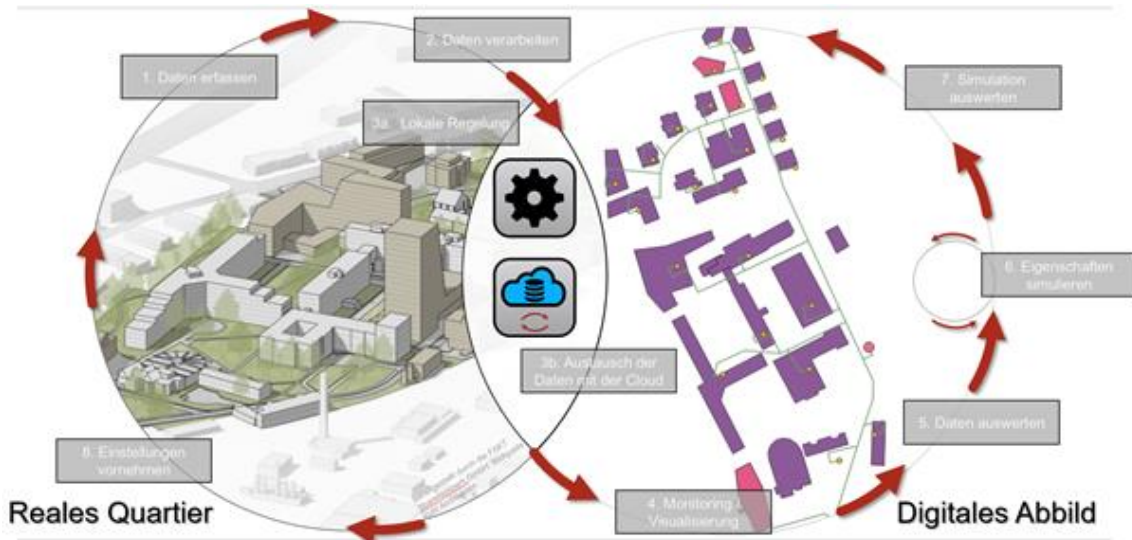 1. Daten erfassen
2. Daten verarbeiten
3a. Lokale Regelung
3b. Austausch der
Daten mit der Cloud
4. Monitoring
Visualisierung
5. Daten auswerten
6. Eigenschaften
simulieren
7. Simulation
auswerten
8. Einstellungen
vornehmen
Reales Quartier
Digitales Abbild